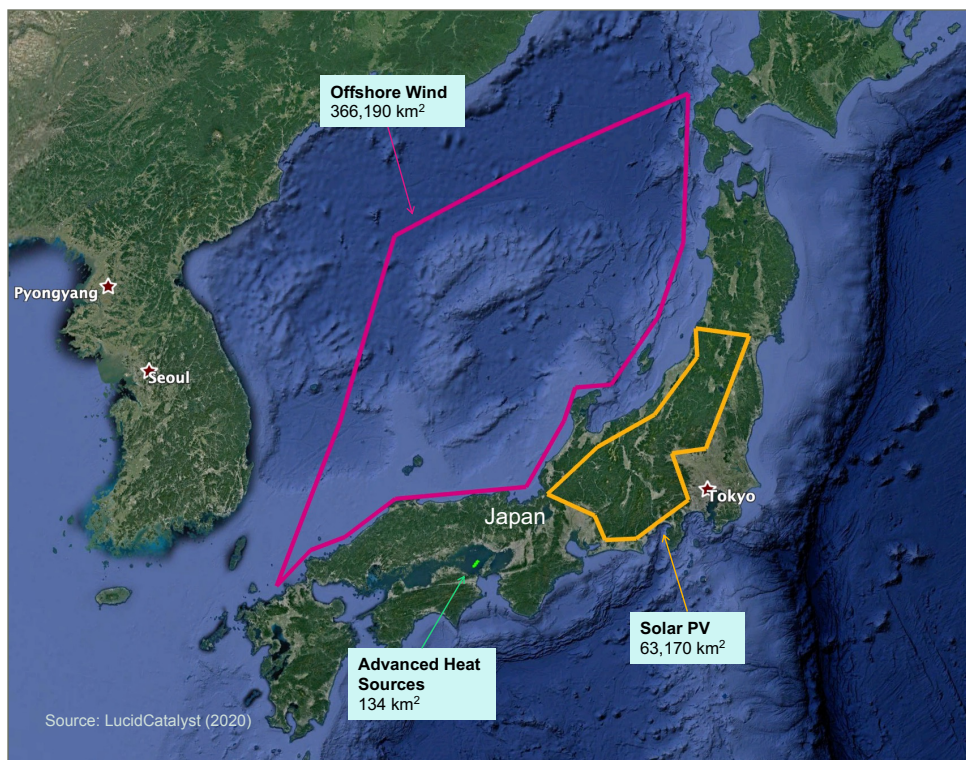 Offshore Wind
366,190 km²
Pyongyang
Seoul
Tokyo
Japan
Solar PV
63,170 km²
Advanced Heat
Sources
134 km²
Source: LucidCatalyst (2020)